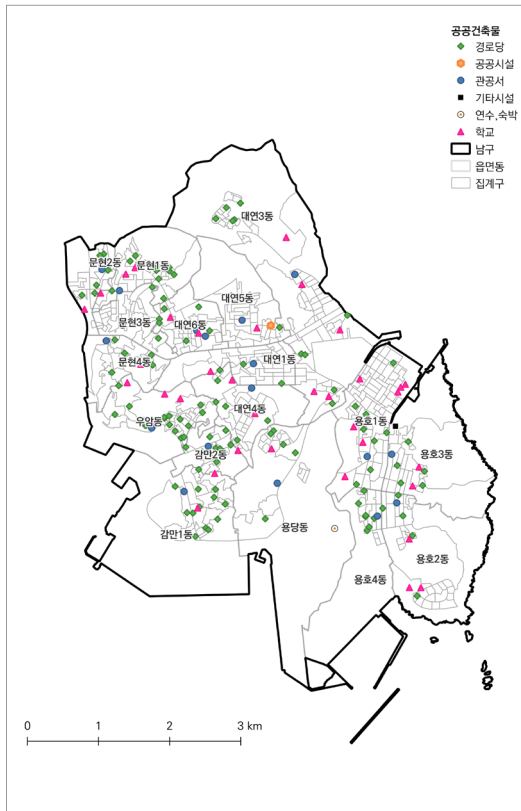 공공건축물
경로당
공공시설
관공서
기타시설
연수,숙박
학교
남구
읍면동
집계구
대연3동
문현2동
문현1동
대연5동
문현3동
대연6동
문현4동
대연1동
대연4동
우암동
용호1동
감만2동
용호3동
감만1동
용당동
용호2동
용호4동
0 1 2 3 km